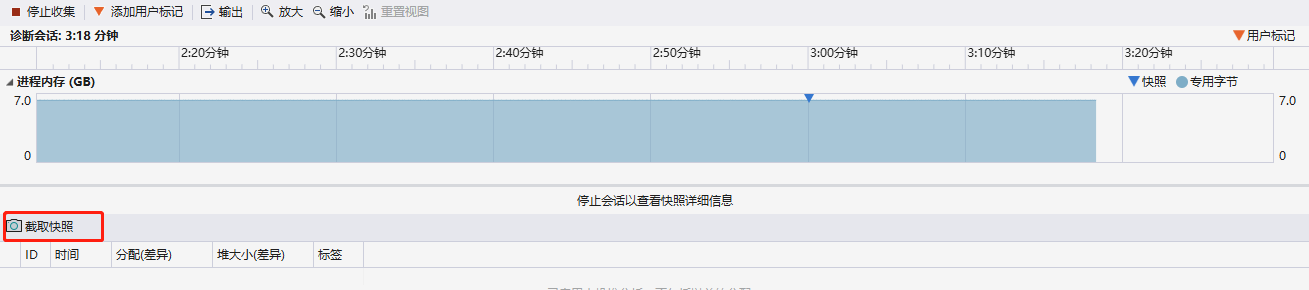 停止收集 添加用户标记 输出 放大 缩小 重置视图
诊断会话: 3:18 分钟 用户标记
2:20分钟 2:30分钟 2:40分钟 2:50分钟 3:00分钟 3:10分钟 3:20分钟
进程内存 (GB) 快照 专用字节
7.0 7.0
0 0
停止会话以查看快照详细信息
截取快照
ID 时间 分配(差异) 堆大小(差异) 标签